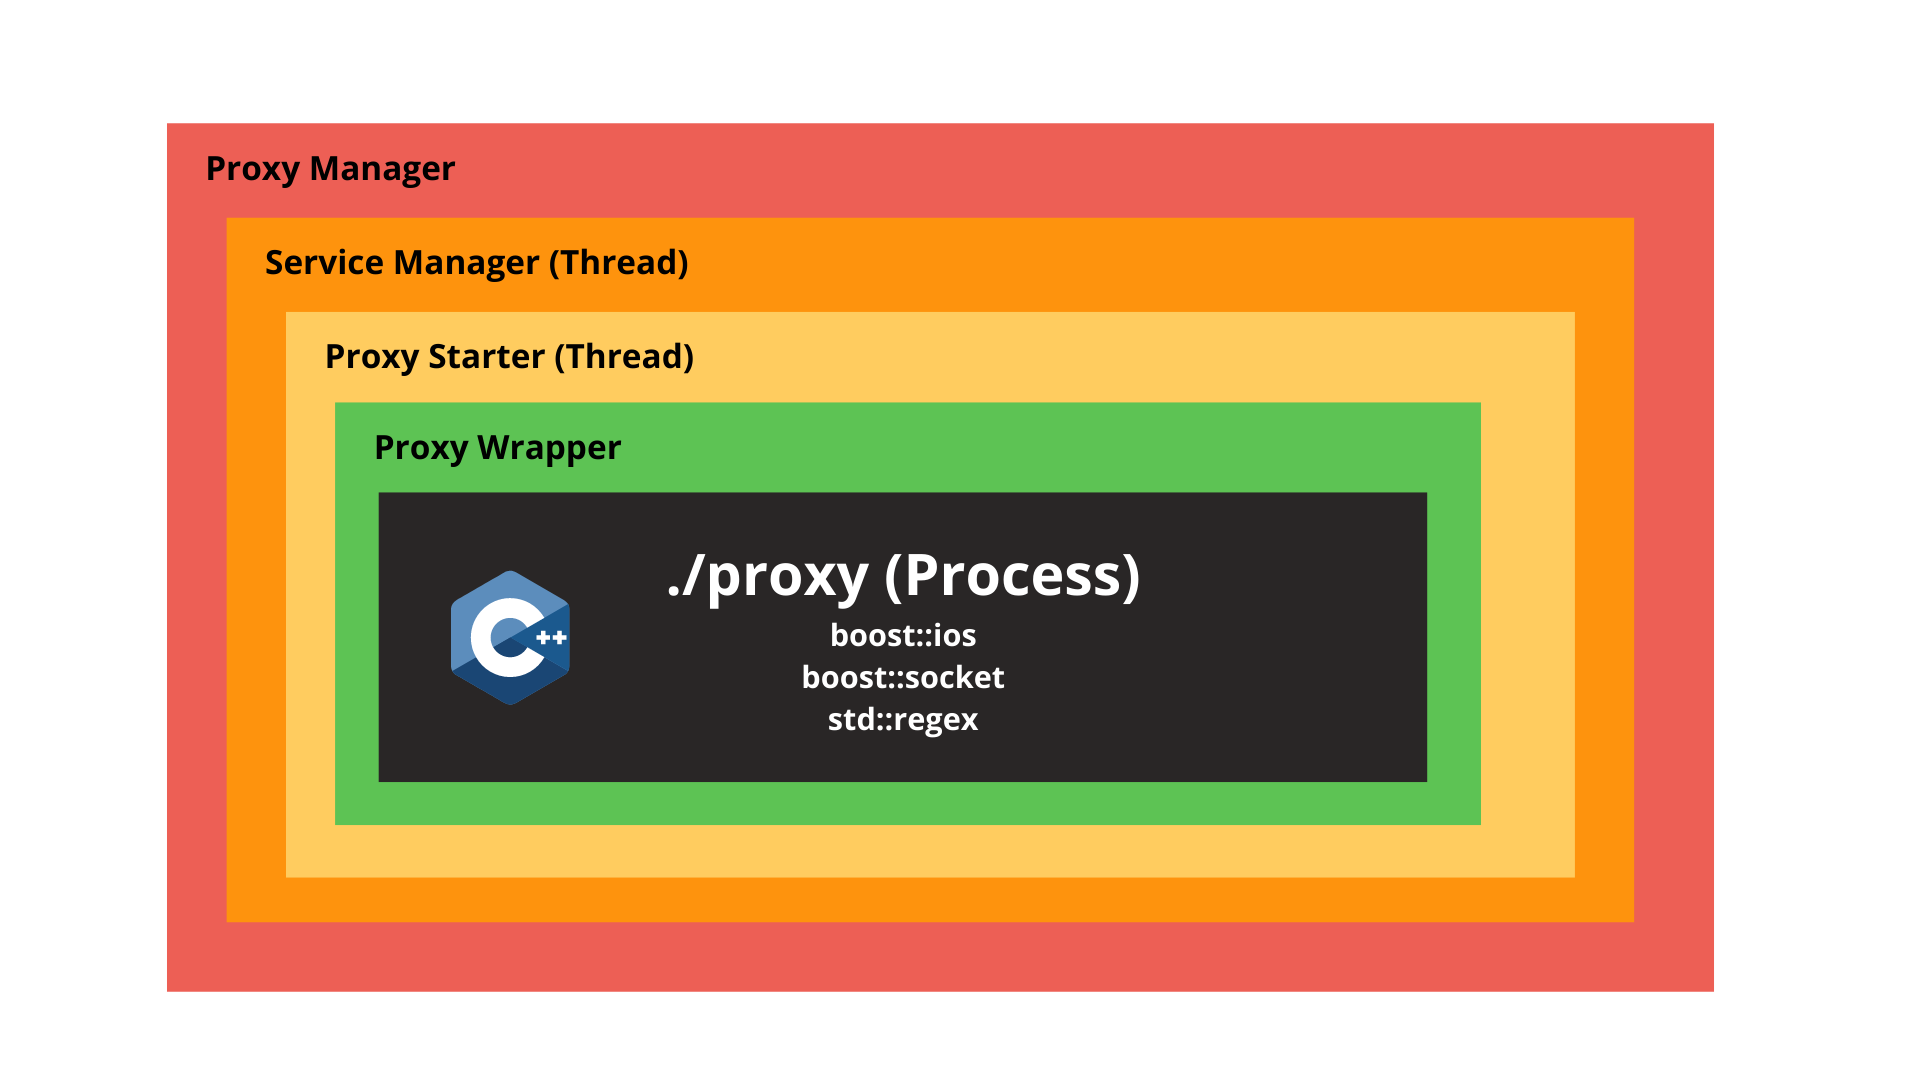 Proxy Manager
Service Manager (Thread)
Proxy Starter (Thread)
Proxy Wrapper
./proxy (Process)
boost::ios
boost::socket
std::regex
C++